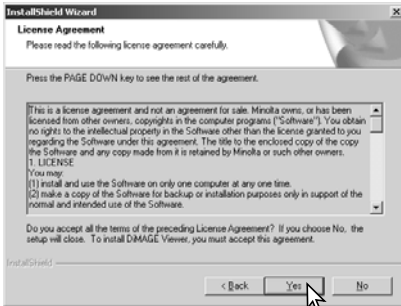 InstallShield Wizard
License Agreement
Please read the following license agreement carefully.
Press the PAGE DOWN key to see the rest of the agreement.
This is a license agreement and not an agreement for sale. Minolta owns, or has been
licensed from other owners, copyrights in the computer programs ("Software"). You obtain
no rights to the intellectual property in the Software other than the license granted to you
regarding the Software under this agreement. The title to the enclosed copy of the copy
the Software and any copy made from it is retained by Minolta or such other owners.
1. LICENSE
You may:
(1) install and use the Software on only one computer at any one time.
(2) make a copy of the Software for backup or installation purposes only in support of the
normal and intended use of the Software.
Do you accept all the terms of the preceding License Agreement? If you choose No, the
setup will close. To install DiMAGE Viewer, you must accept this agreement.
InstallShield
< Back Yes No